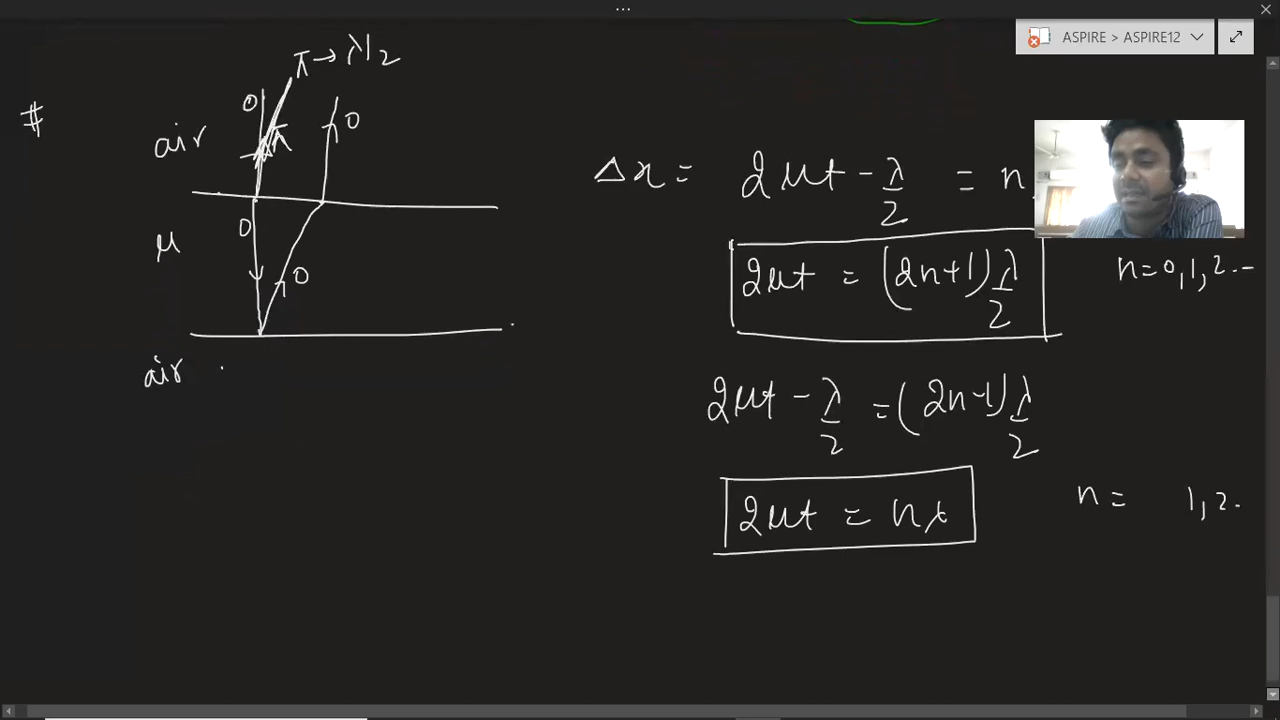 ...
ASPIRE > ASPIRE12
π → λ/2
#
0
0
air
π
Δx = 2μt - λ/2 = n
0
μ
0
2μt = (2n+1) λ/2
n = 0, 1, 2 --
air
2μt - λ/2 = (2n-1) λ/2
2μt = nλ
n = 1, 2.